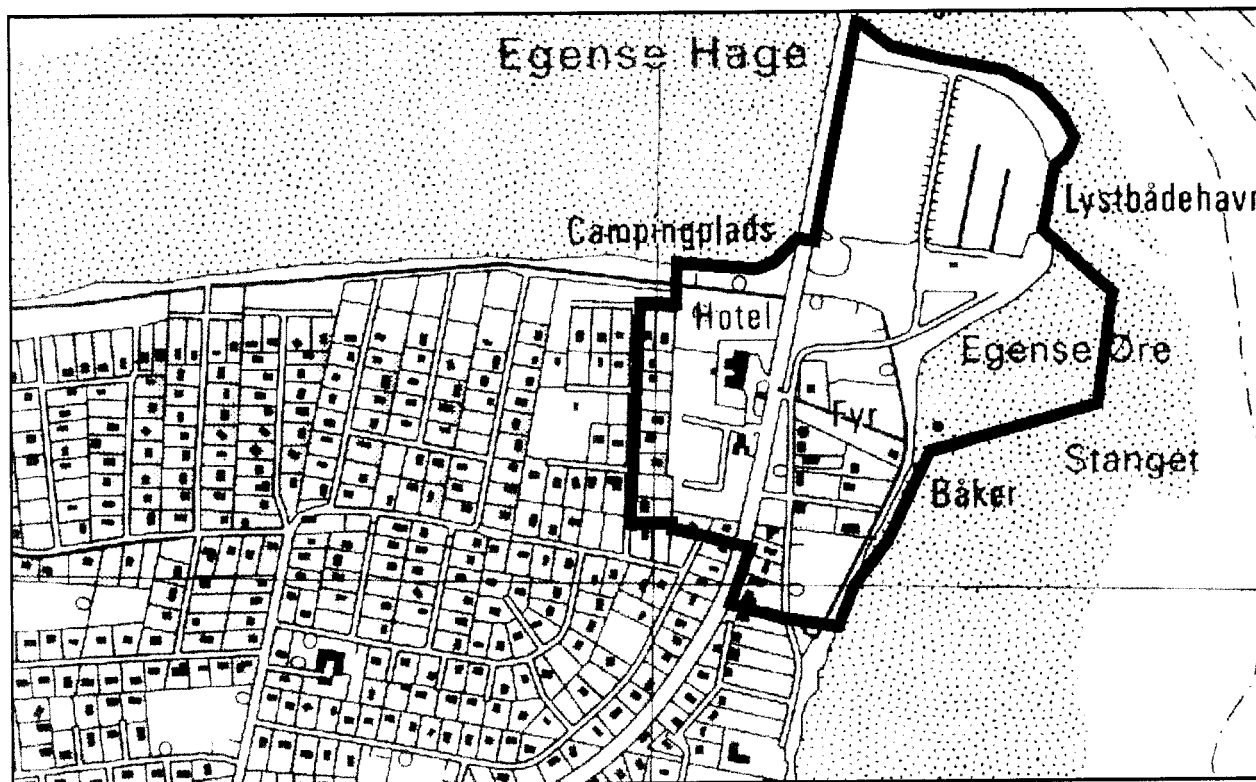 Egense Hage
Lystbådehavn
Campingplads
Hotel
Egense Øre
Fyr
Stanget
Båker